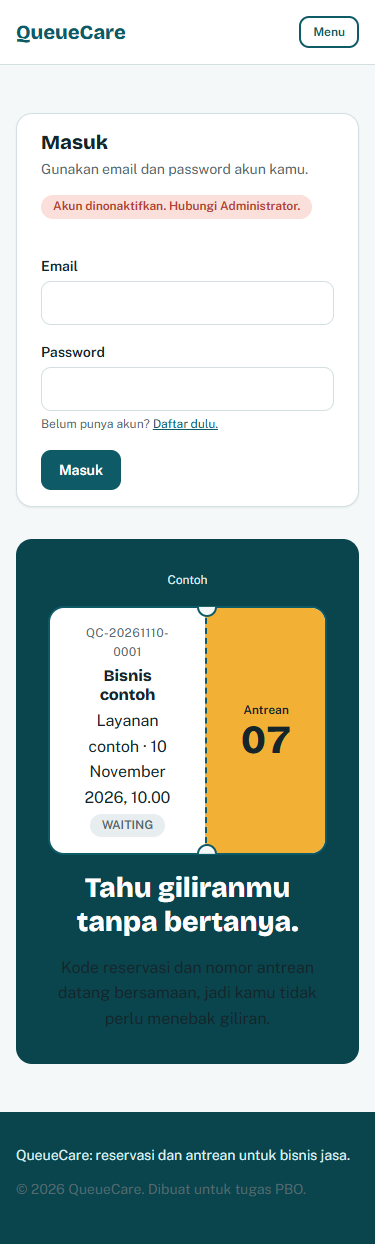 QueueCare
Menu
Masuk
Gunakan email dan password akun kamu.
Akun dinonaktifkan. Hubungi Administrator.
Email
Password
Belum punya akun? Daftar dulu.
Masuk
Contoh
QC-20261110-
0001
Bisnis
contoh
Layanan
contoh · 10
November
2026, 10.00
WAITING
Antrean
07
Tahu giliranmu
tanpa bertanya.
Kode reservasi dan nomor antrean
datang bersamaan, jadi kamu tidak
perlu menebak giliran.
QueueCare: reservasi dan antrean untuk bisnis jasa.
© 2026 QueueCare. Dibuat untuk tugas PBO.